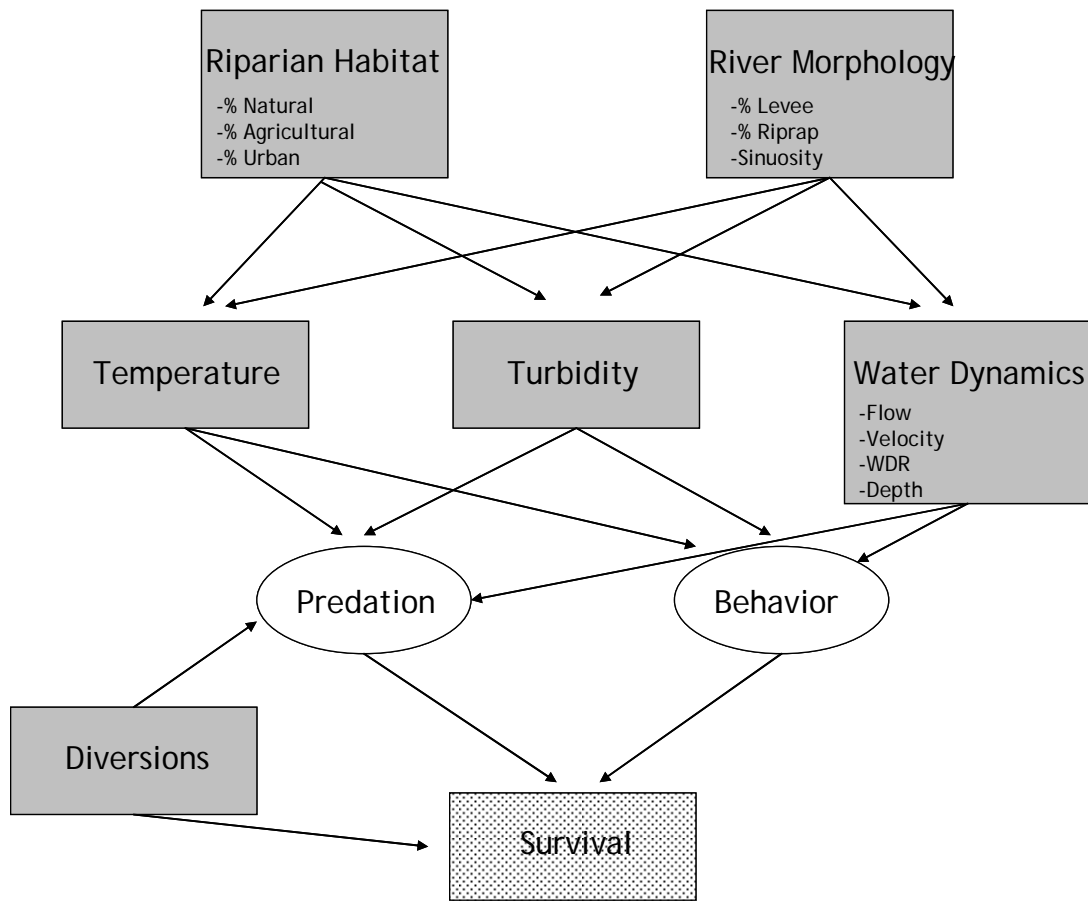 Riparian Habitat
-% Natural
-% Agricultural
-% Urban
River Morphology
-% Levee
-% Riprap
-Sinuosity
Temperature
Turbidity
Water Dynamics
-Flow
-Velocity
-WDR
-Depth
Predation
Behavior
Diversions
Survival